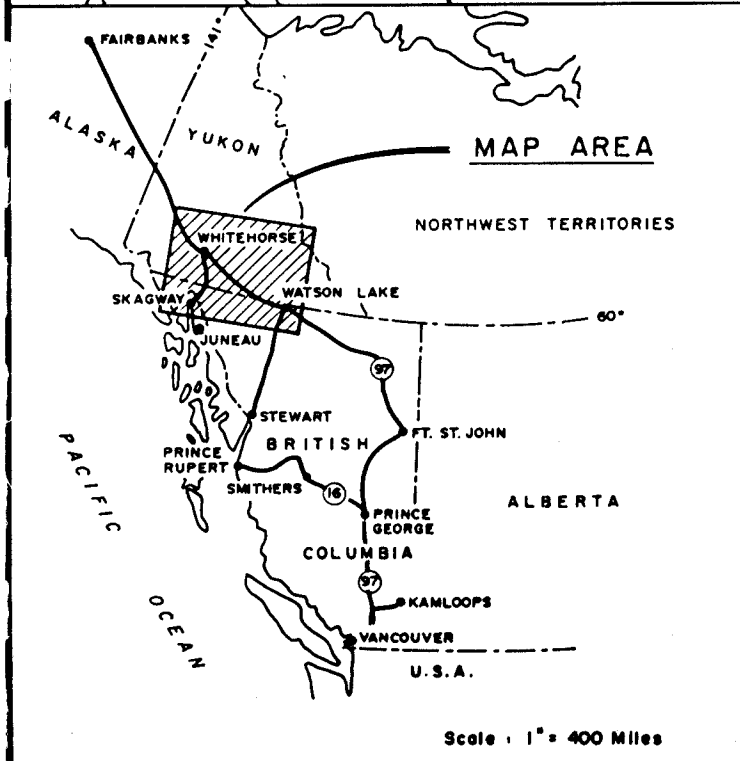 FAIRBANKS
141°
ALASKA
YUKON
MAP AREA
NORTHWEST TERRITORIES
WHITEHORSE
SKAGWAY
WATSON LAKE
60°
JUNEAU
97
STEWART
FT. ST. JOHN
BRITISH
PRINCE
RUPERT
SMITHERS
16
PACIFIC
ALBERTA
PRINCE
GEORGE
COLUMBIA
97
KAMLOOPS
OCEAN
VANCOUVER
U.S.A.
Scale : 1" = 400 Miles